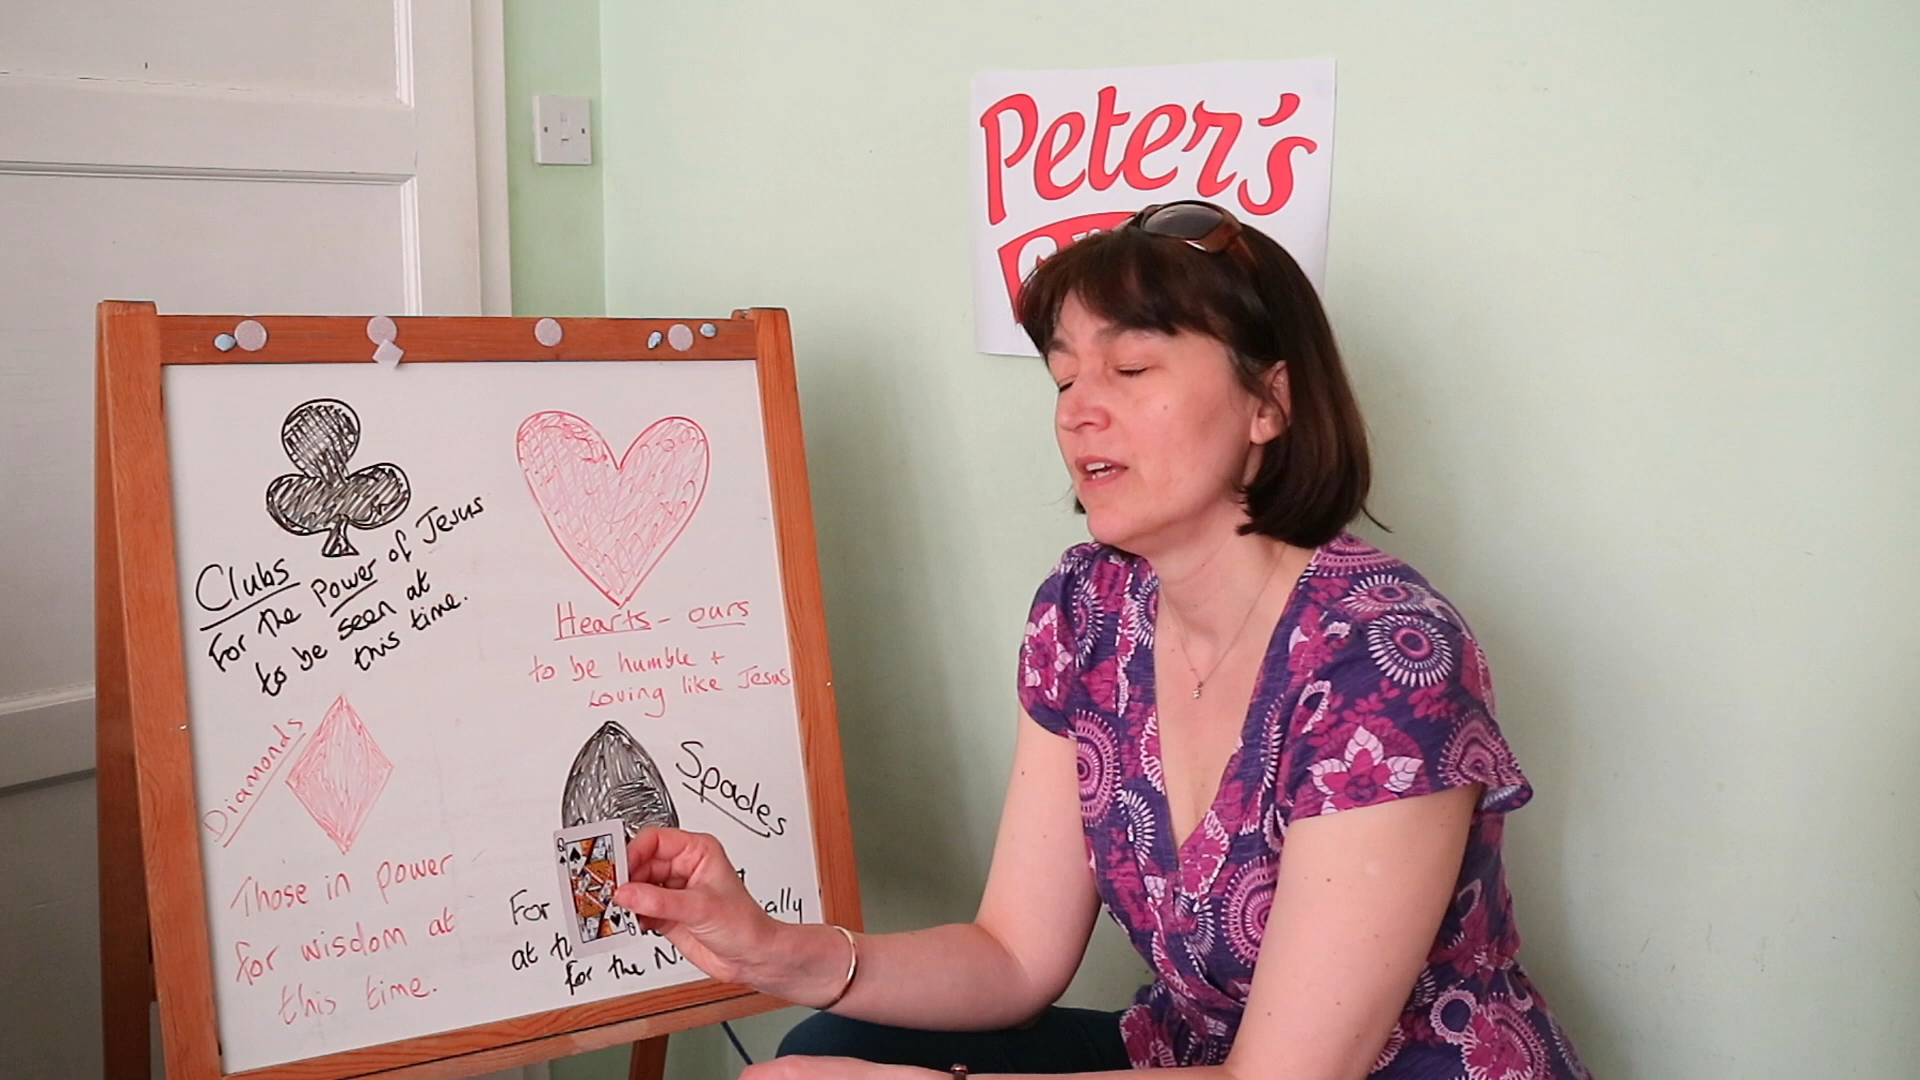 Peter's
Clubs
For the Power of Jesus
to be seen at
this time.
Hearts - ours
to be humble +
Loving like Jesus
Diamonds
Those in power
for wisdom at
this time.
Spades
For
at
for the
Q
Q